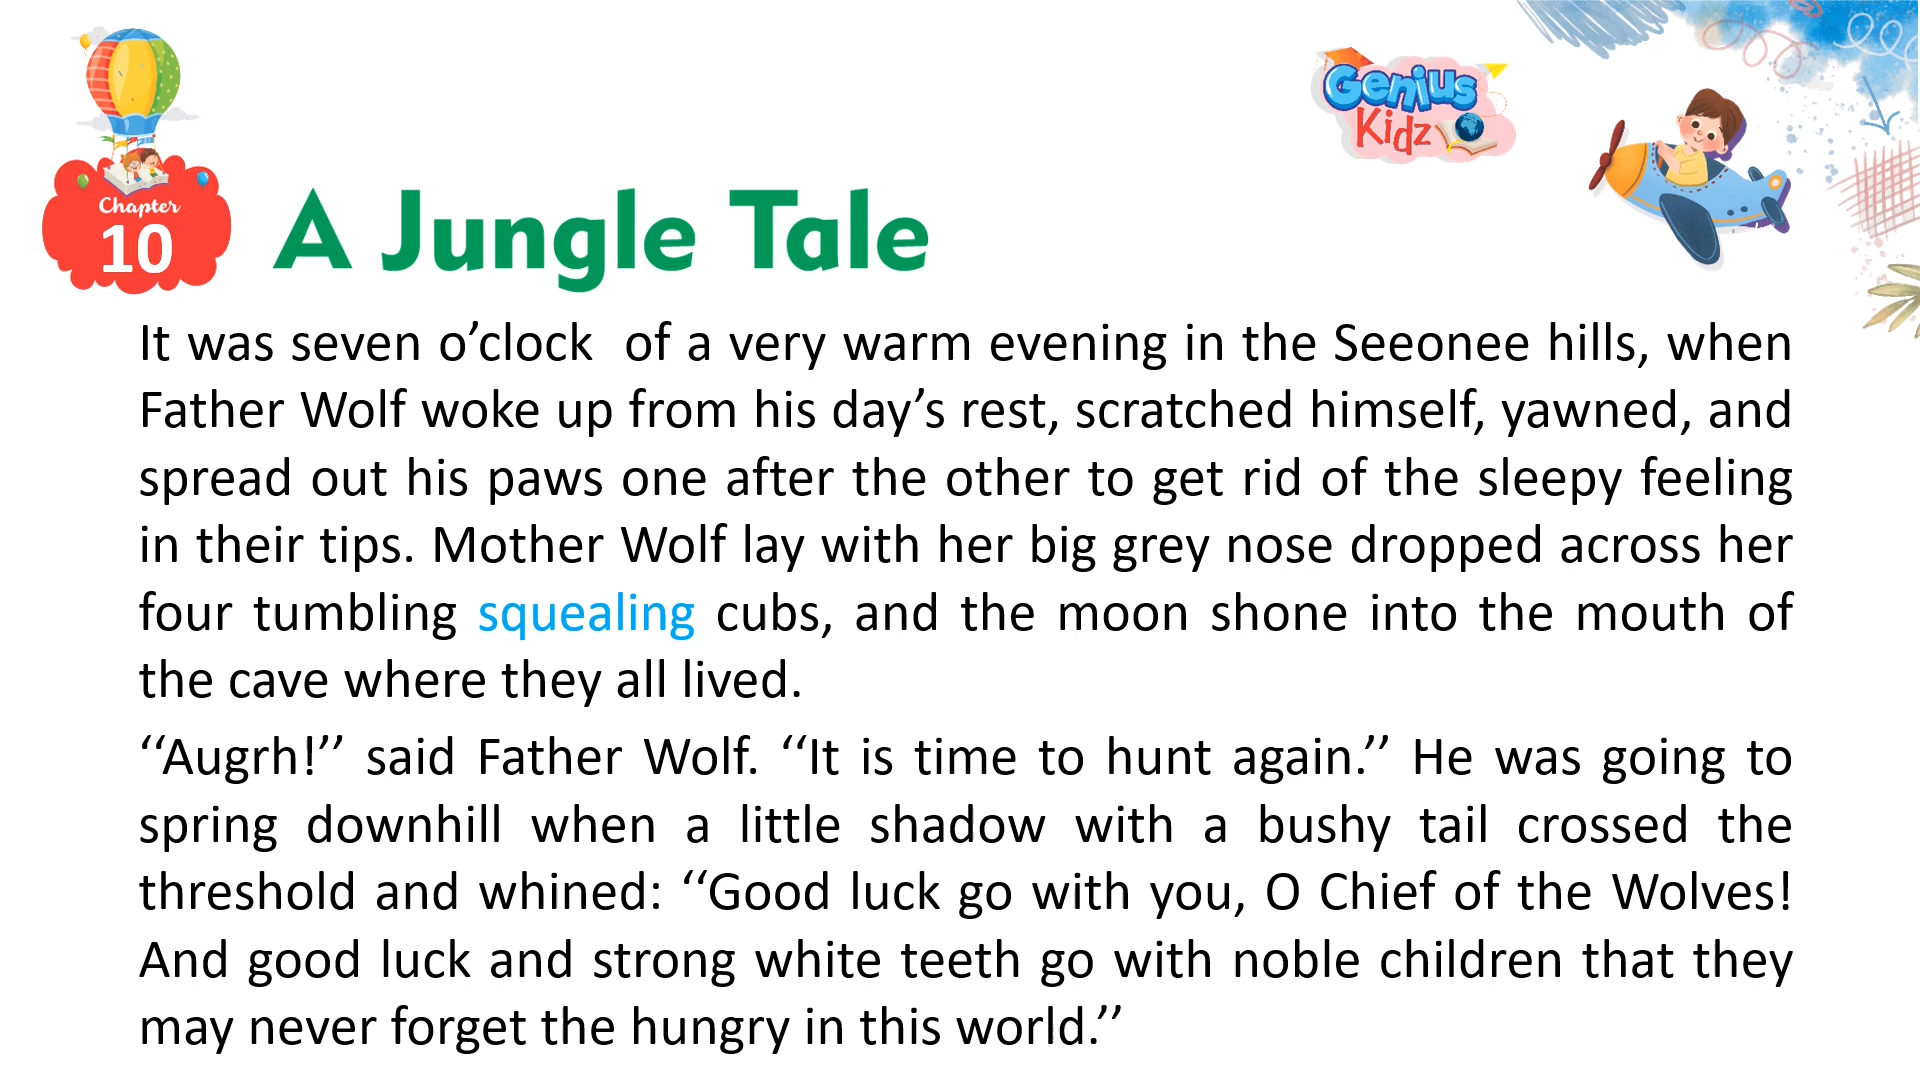 Genius
Kidz
Chapter
10
A Jungle Tale
It was seven o’clock  of a very warm evening in the Seeonee hills, when
Father Wolf woke up from his day’s rest, scratched himself, yawned, and
spread out his paws one after the other to get rid of the sleepy feeling
in their tips. Mother Wolf lay with her big grey nose dropped across her
four tumbling squealing cubs, and the moon shone into the mouth of
the cave where they all lived.
‘‘Augrh!’’ said Father Wolf. ‘‘It is time to hunt again.’’ He was going to
spring downhill when a little shadow with a bushy tail crossed the
threshold and whined: ‘‘Good luck go with you, O Chief of the Wolves!
And good luck and strong white teeth go with noble children that they
may never forget the hungry in this world.’’